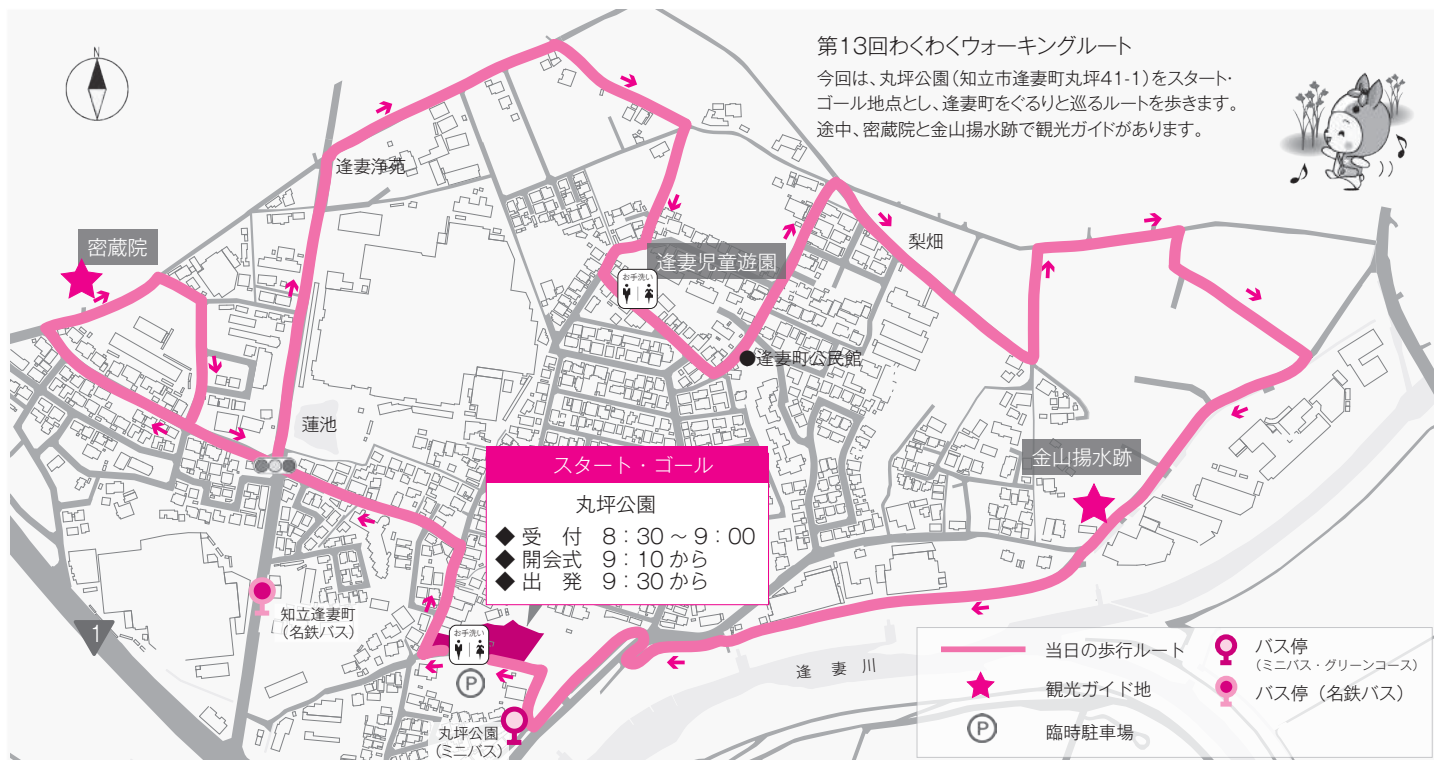 N
第13回わくわくウォーキングルート
今回は、丸坪公園（知立市逢妻町丸坪41-1）をスタート・
ゴール地点とし、逢妻町をぐるりと巡るルートを歩きます。
途中、密蔵院と金山揚水跡で観光ガイドがあります。
逢妻浄苑
密蔵院
逢妻児童遊園
お手洗い
梨畑
逢妻町公民館
蓮池
金山揚水跡
スタート・ゴール
丸坪公園
◆ 受　付　8：30～9：00
◆ 開会式　9：10から
◆ 出　発　9：30から
知立逢妻町
（名鉄バス）
1
お手洗い
P
丸坪公園
（ミニバス）
逢妻川
当日の歩行ルート
観光ガイド地
P
臨時駐車場
バス停
（ミニバス・グリーンコース）
バス停（名鉄バス）